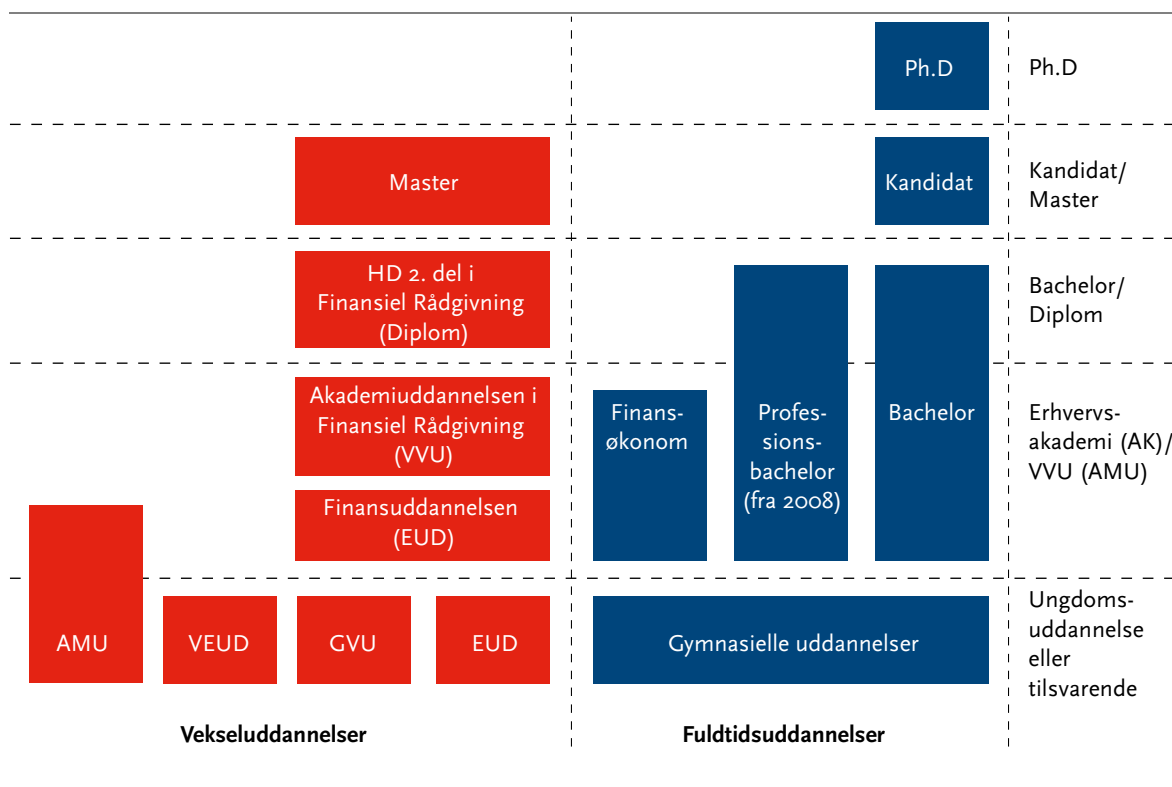 Ph.D
Ph.D
Master
Kandidat
Kandidat/
Master
HD 2. del i
Finansiel Rådgivning
(Diplom)
Bachelor/
Diplom
Akademiuddannelsen i
Finansiel Rådgivning
(VVU)
Finansuddannelsen
(EUD)
Finans-
økonom
Profes-
sions-
bachelor
(fra 2008)
Bachelor
Erhvervs-
akademi (AK)/
VVU (AMU)
AMU
VEUD
GVU
EUD
Gymnasielle uddannelser
Ungdoms-
uddannelse
eller
tilsvarende
Vekseluddannelser
Fuldtidsuddannelser